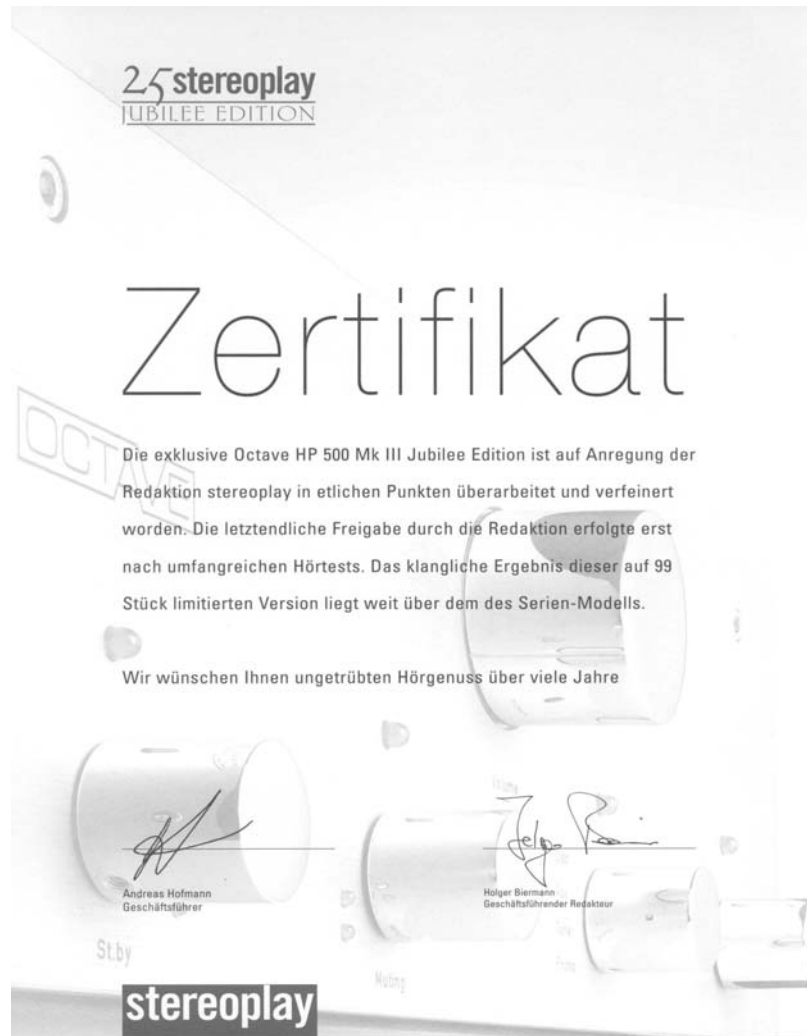 25 stereoplay
JUBILEE EDITION
Zertifikat
OCTAVE
Die exklusive Octave HP 500 Mk III Jubilee Edition ist auf Anregung der
Redaktion stereoplay in etlichen Punkten überarbeitet und verfeinert
worden. Die letztendliche Freigabe durch die Redaktion erfolgte erst
nach umfangreichen Hörtests. Das klangliche Ergebnis dieser auf 99
Stück limitierten Version liegt weit über dem des Serien-Modells.
Wir wünschen Ihnen ungetrübten Hörgenuss über viele Jahre
Volume
Andreas Hofmann
Geschäftsführer
Holger Biermann
Geschäftsführender Redakteur
St.by
Muting
Phono
stereoplay